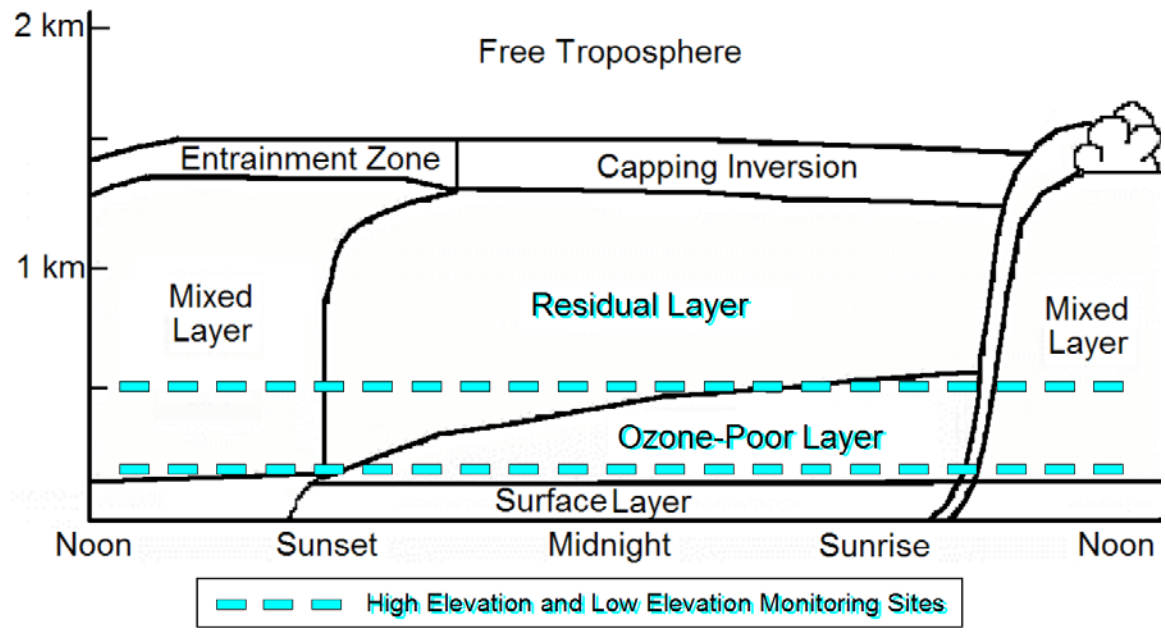 2 km
Free Troposphere
Entrainment Zone
Capping Inversion
1 km
Mixed
Layer
Residual Layer
Mixed
Layer
Ozone-Poor Layer
Surface Layer
Noon
Sunset
Midnight
Sunrise
Noon
High Elevation and Low Elevation Monitoring Sites